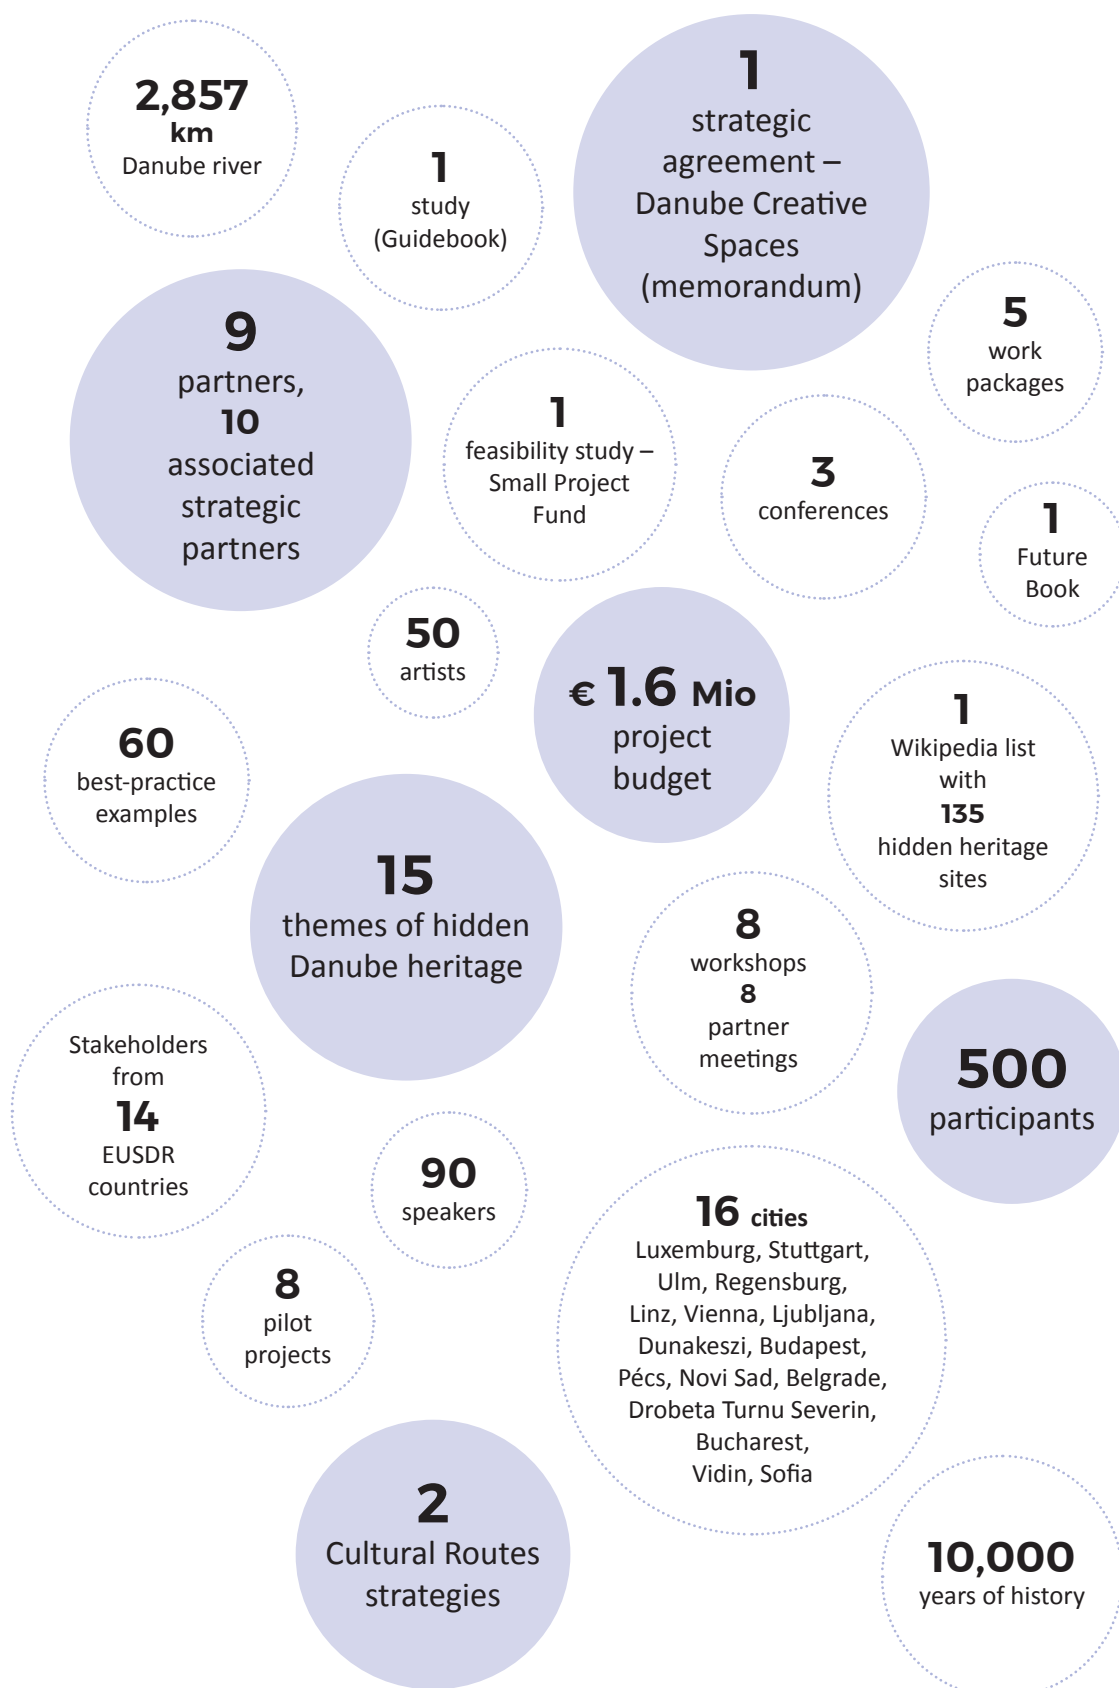 2,857
km
Danube river
1
study
(Guidebook)
1
strategic
agreement –
Danube Creative
Spaces
(memorandum)
9
partners,
10
associated
strategic
partners
5
work
packages
1
feasibility study –
Small Project
Fund
3
conferences
1
Future
Book
50
artists
€ 1.6 Mio
project
budget
60
best-practice
examples
1
Wikipedia list
with
135
hidden heritage
sites
15
themes of hidden
Danube heritage
8
workshops
8
partner
meetings
Stakeholders
from
14
EUSDR
countries
500
participants
90
speakers
16 cities
Luxemburg, Stuttgart,
Ulm, Regensburg,
Linz, Vienna, Ljubljana,
Dunakeszi, Budapest,
Pécs, Novi Sad, Belgrade,
Drobeta Turnu Severin,
Bucharest,
Vidin, Sofia
8
pilot
projects
2
Cultural Routes
strategies
10,000
years of history